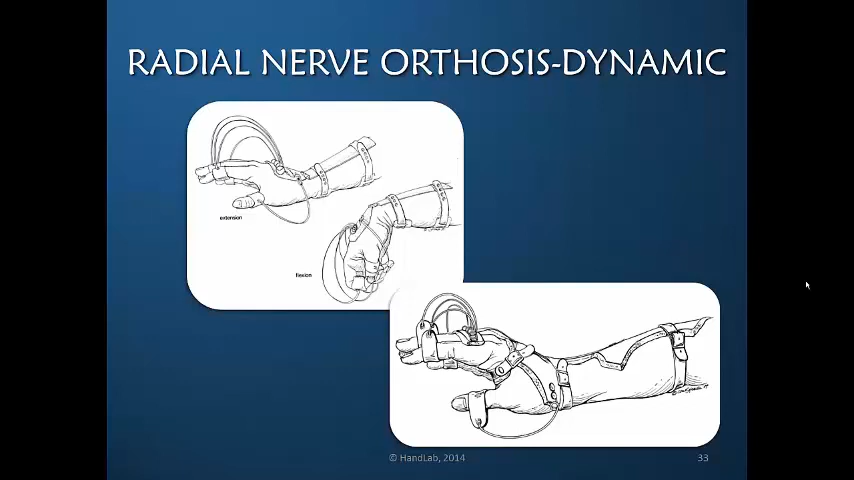 RADIAL NERVE ORTHOSIS-DYNAMIC
extension
flexion
© HandLab, 2014
33